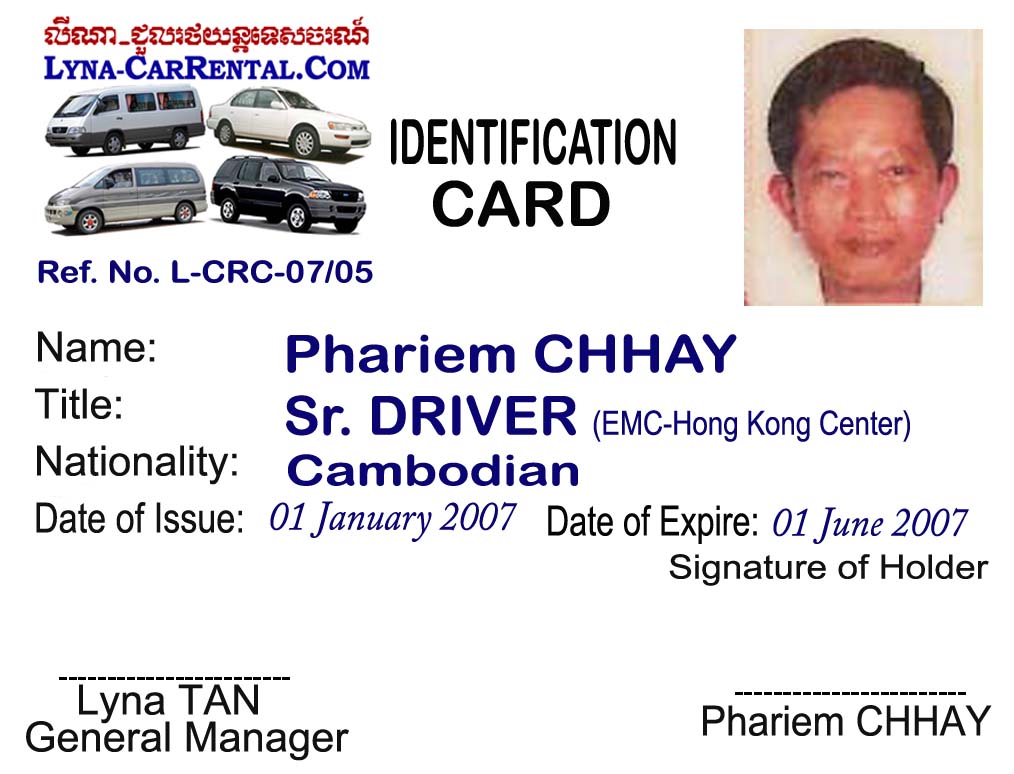 លីណា-ជួលរថយន្តទេសចរណ៍
LYNA-CARRENTAL.COM
IDENTIFICATION
CARD
Ref. No. L-CRC-07/05
Name: Phariem CHHAY
Title: Sr. DRIVER (EMC-Hong Kong Center)
Nationality: Cambodian
Date of Issue: 01 January 2007 Date of Expire: 01 June 2007
Signature of Holder
Lyna TAN
General Manager
Phariem CHHAY